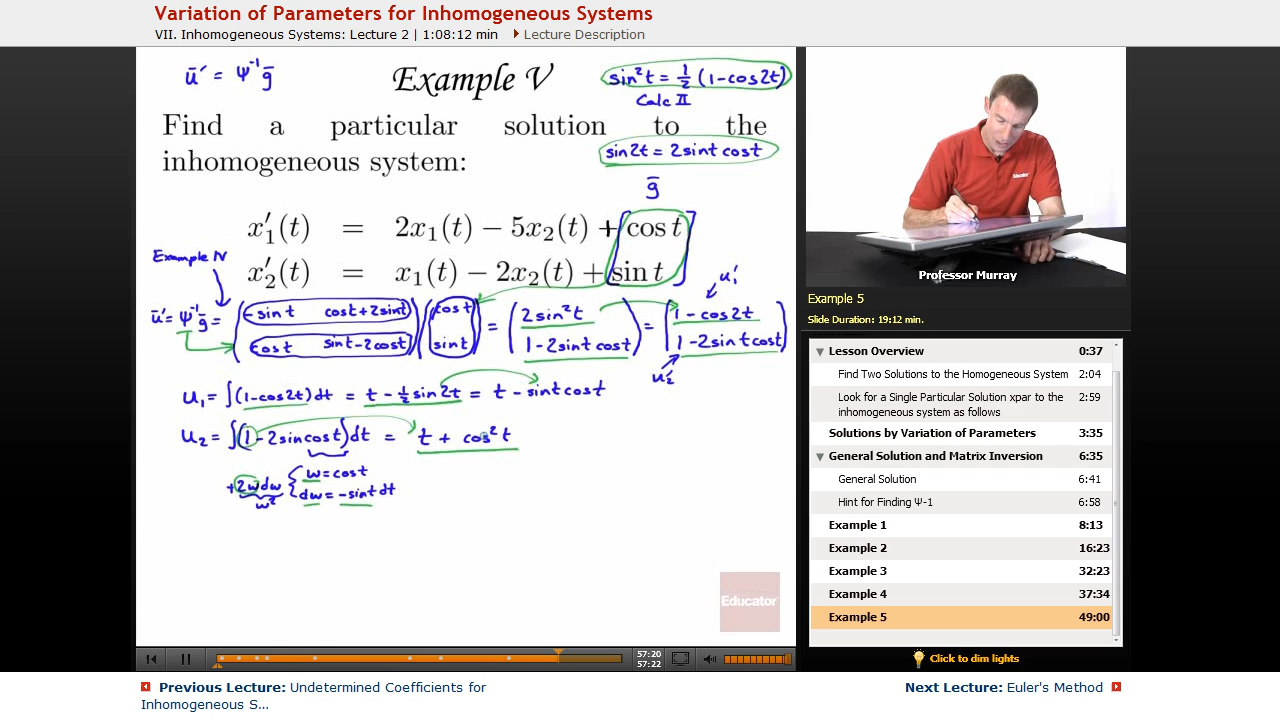 Variation of Parameters for Inhomogeneous Systems
VII. Inhomogeneous Systems: Lecture 2 | 1:08:12 min Lecture Description
ū′ = Ψ⁻¹ḡ
Example V
sin²t = ½ (1-cos2t)
Calc II
Find a particular solution to the
inhomogeneous system:
sin2t = 2sint cost
ḡ
x′₁(t) = 2x₁(t) − 5x₂(t) + cos t
x′₂(t) = x₁(t) − 2x₂(t) + sin t
Example IV
u₁′
ū′ = Ψ⁻¹ḡ = (-sint cost+2sint) (cost) = (2sin²t) = (1-cos2t)
(cost sint-2cost) (sint) (1-2sint cost) (1-2sint cost)
u₂′
u₁ = ∫(1-cos2t)dt = t - ½ sin2t = t - sint cost
u₂ = ∫(1-2sincost)dt = t + cos²t
+2wdw { w = cost
w² dw = -sint dt
Educator
Educator
Professor Murray
Example 5
Slide Duration: 19:12 min.
Lesson Overview 0:37
Find Two Solutions to the Homogeneous System 2:04
Look for a Single Particular Solution xpar to the 2:59
inhomogeneous system as follows
Solutions by Variation of Parameters 3:35
General Solution and Matrix Inversion 6:35
General Solution 6:41
Hint for Finding Ψ-1 6:58
Example 1 8:13
Example 2 16:23
Example 3 32:23
Example 4 37:34
Example 5 49:00
57:20
57:22
Click to dim lights
Previous Lecture: Undetermined Coefficients for
Inhomogeneous S...
Next Lecture: Euler's Method